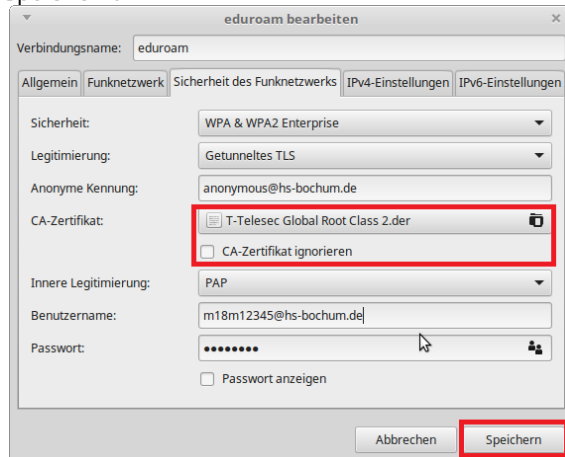 eduroam bearbeiten
Verbindungsname: eduroam
Allgemein Funknetzwerk Sicherheit des Funknetzwerks IPv4-Einstellungen IPv6-Einstellungen
Sicherheit: WPA & WPA2 Enterprise
Legitimierung: Getunneltes TLS
Anonyme Kennung: anonymous@hs-bochum.de
CA-Zertifikat: T-Telesec Global Root Class 2.der
CA-Zertifikat ignorieren
Innere Legitimierung: PAP
Benutzername: m18m12345@hs-bochum.de
Passwort: ••••••••
Passwort anzeigen
Abbrechen Speichern